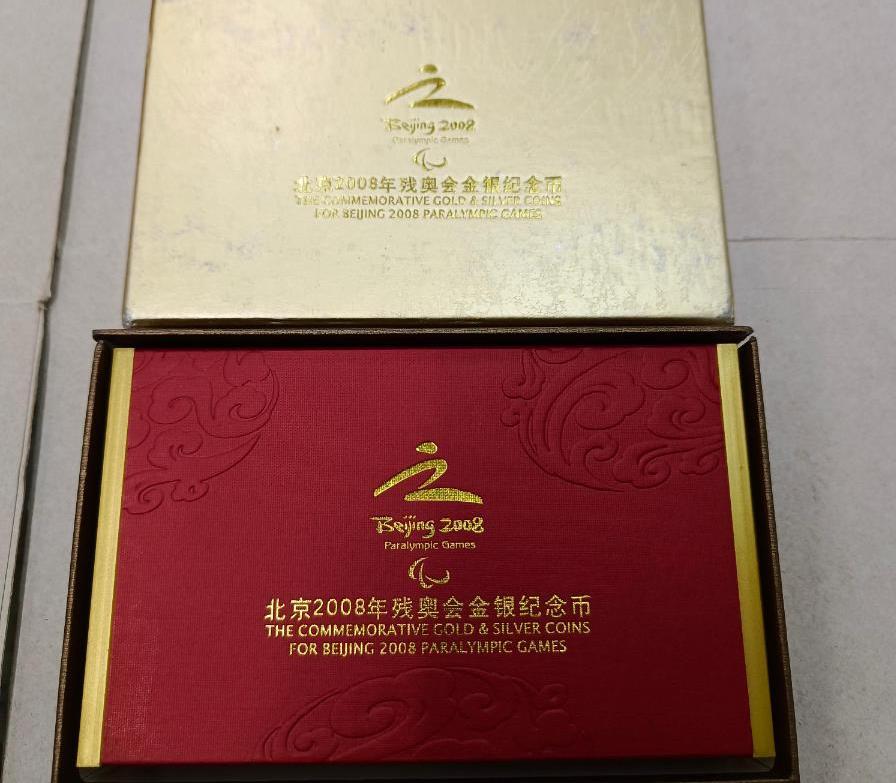 Beijing 2008
Paralympic Games
北京2008年残奥会金银纪念币
THE COMMEMORATIVE GOLD & SILVER COINS
FOR BEIJING 2008 PARALYMPIC GAMES
Beijing 2008
Paralympic Games
北京2008年残奥会金银纪念币
THE COMMEMORATIVE GOLD & SILVER COINS
FOR BEIJING 2008 PARALYMPIC GAMES